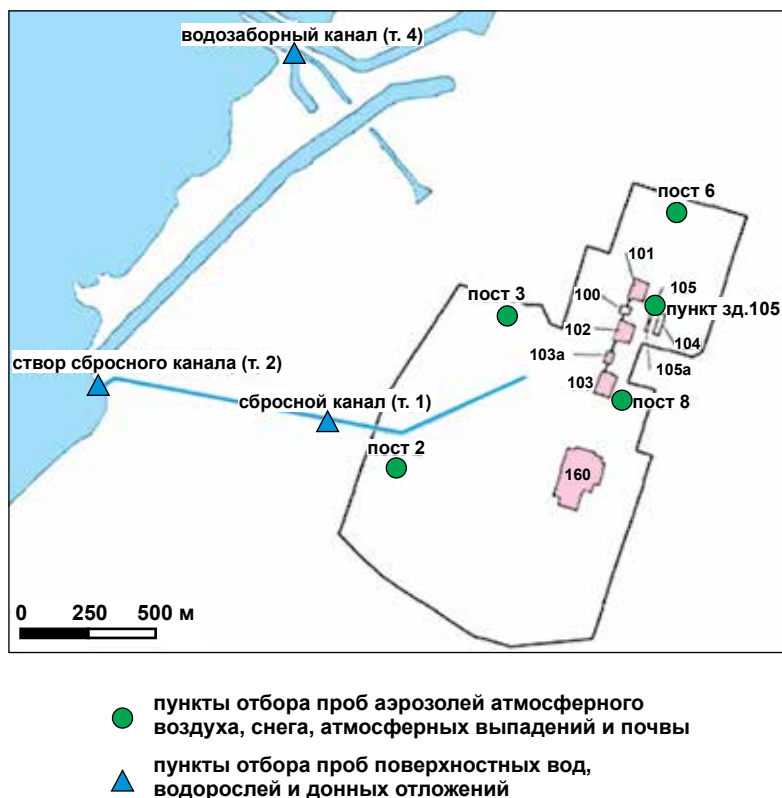 водозаборный канал (т. 4)
пост 6
101
пост 3
100
105
пункт зд.105
102
104
створ сбросного канала (т. 2)
103а
105а
103
сбросной канал (т. 1)
пост 8
пост 2
160
0 250 500 м
пункты отбора проб аэрозолей атмосферного
воздуха, снега, атмосферных выпадений и почвы
пункты отбора проб поверхностных вод,
водорослей и донных отложений